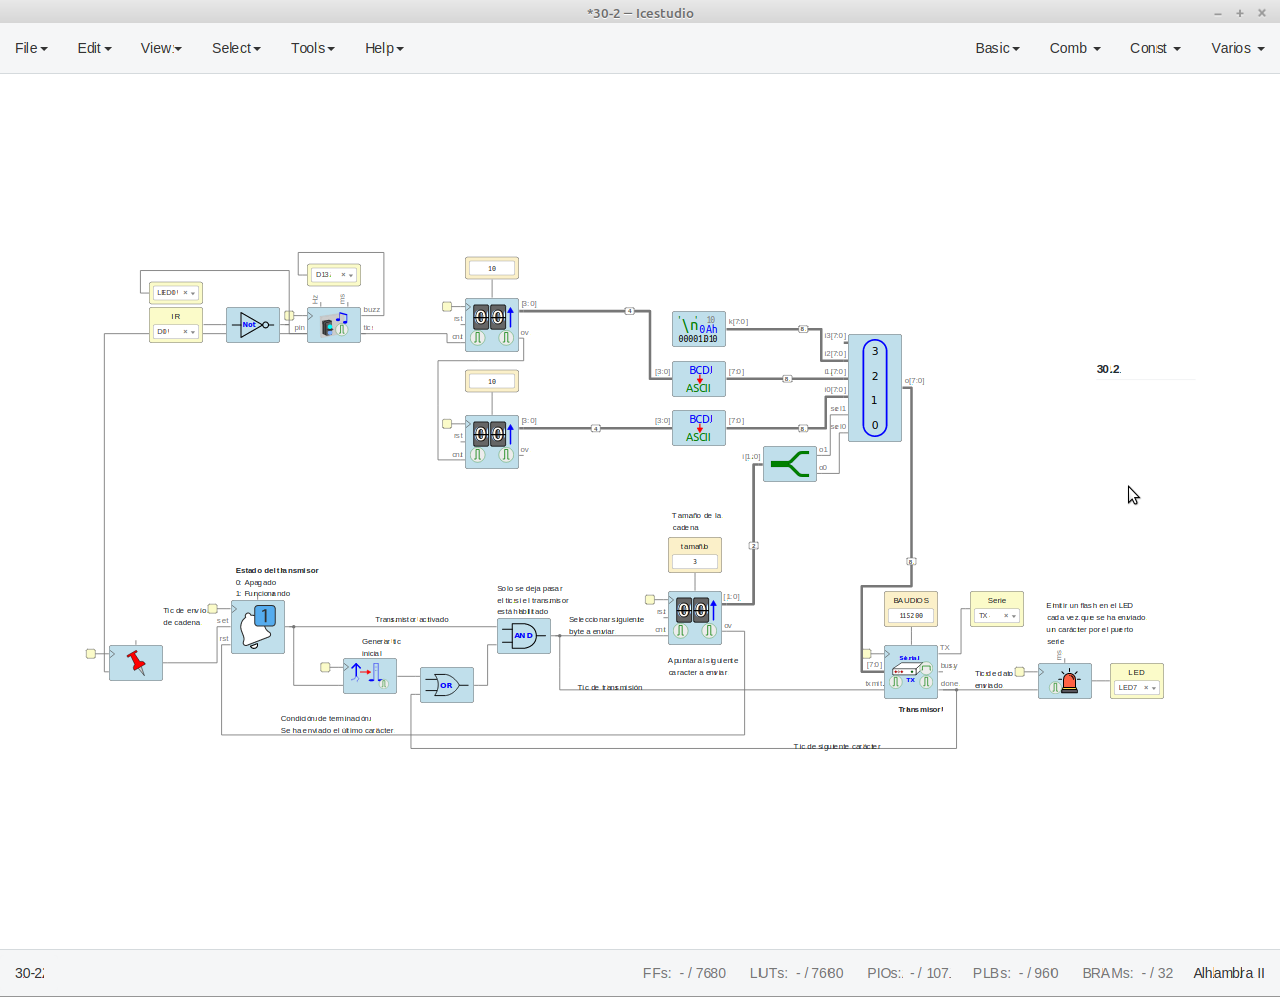 *30-2 — Icestudio
File Edit View Select Tools Help Basic Comb Const Varios
D13
Hz ms
LED0
IR
D0
Not
pin
buzz
tic
10
[3:0]
rst
cnt
ov
4
10
[3:0]
rst
cnt
ov
4
'\n' 10
0Ah
00001010
k[7:0]
8
[3:0]
BCD
ASCII
[7:0]
8
[3:0]
BCD
ASCII
[7:0]
8
i3[7:0]
i2[7:0]
i1[7:0]
i0[7:0]
sel1
sel0
3
2
1
0
o[7:0]
30.2.
i[1:0]
o1
o0
Tamaño de la
cadena
tamañb
3
2
[1:0]
rst
cnt
ov
8
Apuntar al siguiente
caracter a enviar
Estado del transmisor
0: Apagado
1: Funcionando
Tic de envío
de cadena
set
rst
1
Transmistor activado
Generar tic
inicial
OR
Solo se deja pasar
el tic si el transmisor
está habilitado
AND
Seleccionar siguiente
byte a enviar
Tic de transmisión
Condición de terminación:
Se ha enviado el último carácter
Tic de siguiente carácter
BAUDIOS
115200
Serie
TX
[7:0]
txmit
Serial
TX
TX
busy
done
Transmisor
Tic de dato
enviado
Emitir un flash en el LED
cada vez que se ha enviado
un carácter por el puerto
serie
ms
LED
LED7
30-2
FFs: - / 7680 LUTs: - / 7680 PIOs: - / 107 PLBs: - / 960 BRAMs: - / 32 Alhambra II